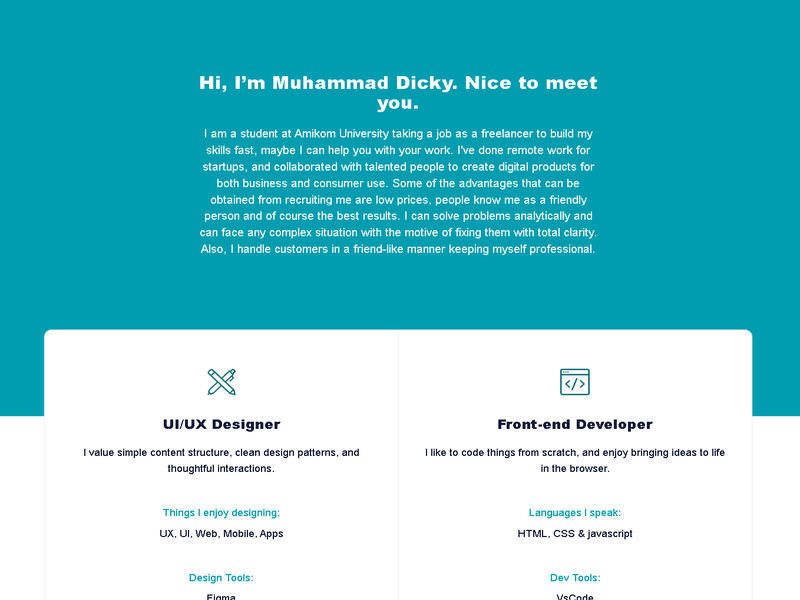 Hi, I’m Muhammad Dicky. Nice to meet
you.
I am a student at Amikom University taking a job as a freelancer to build my
skills fast, maybe I can help you with your work. I've done remote work for
startups, and collaborated with talented people to create digital products for
both business and consumer use. Some of the advantages that can be
obtained from recruiting me are low prices, people know me as a friendly
person and of course the best results. I can solve problems analytically and
can face any complex situation with the motive of fixing them with total clarity.
Also, I handle customers in a friend-like manner keeping myself professional.
UI/UX Designer
I value simple content structure, clean design patterns, and
thoughtful interactions.
Things I enjoy designing:
UX, UI, Web, Mobile, Apps
Design Tools:
Figma
Front-end Developer
I like to code things from scratch, and enjoy bringing ideas to life
in the browser.
Languages I speak:
HTML, CSS & javascript
Dev Tools:
VsCode